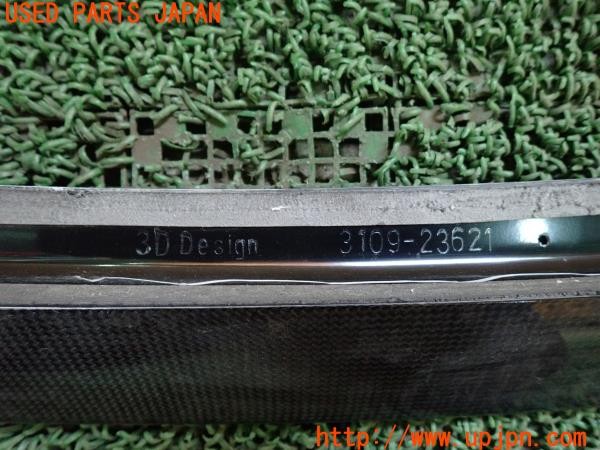 USED PARTS JAPAN
3D Design 3109-23621
http://www.upjpn.com